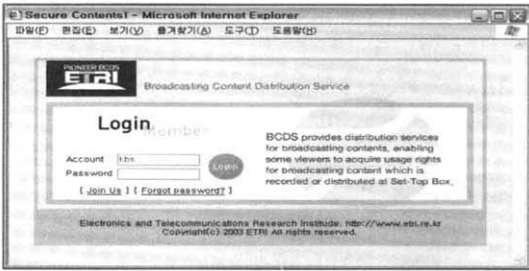 Secure Contents1 - Microsoft Internet Explorer
파일(F) 편집(E) 보기(V) 즐겨찾기(A) 도구(T) 도움말(H)
PIONEER BCDS
ETRI
Broadcasting Content Distribution Service
Login
Member
Account kbs
Password
Login
[ Join Us ] [ Forgot password? ]
BCDS provides distribution services
for broadcasting contents, enabling
some viewers to acquire usage rights
for broadcasting content which is
recorded or distributed at Set-Top Box,
Electronics and Telecommunications Research Institute. http://www.etri.re.kr
Copyright(c) 2003 ETRI All rights reserved.